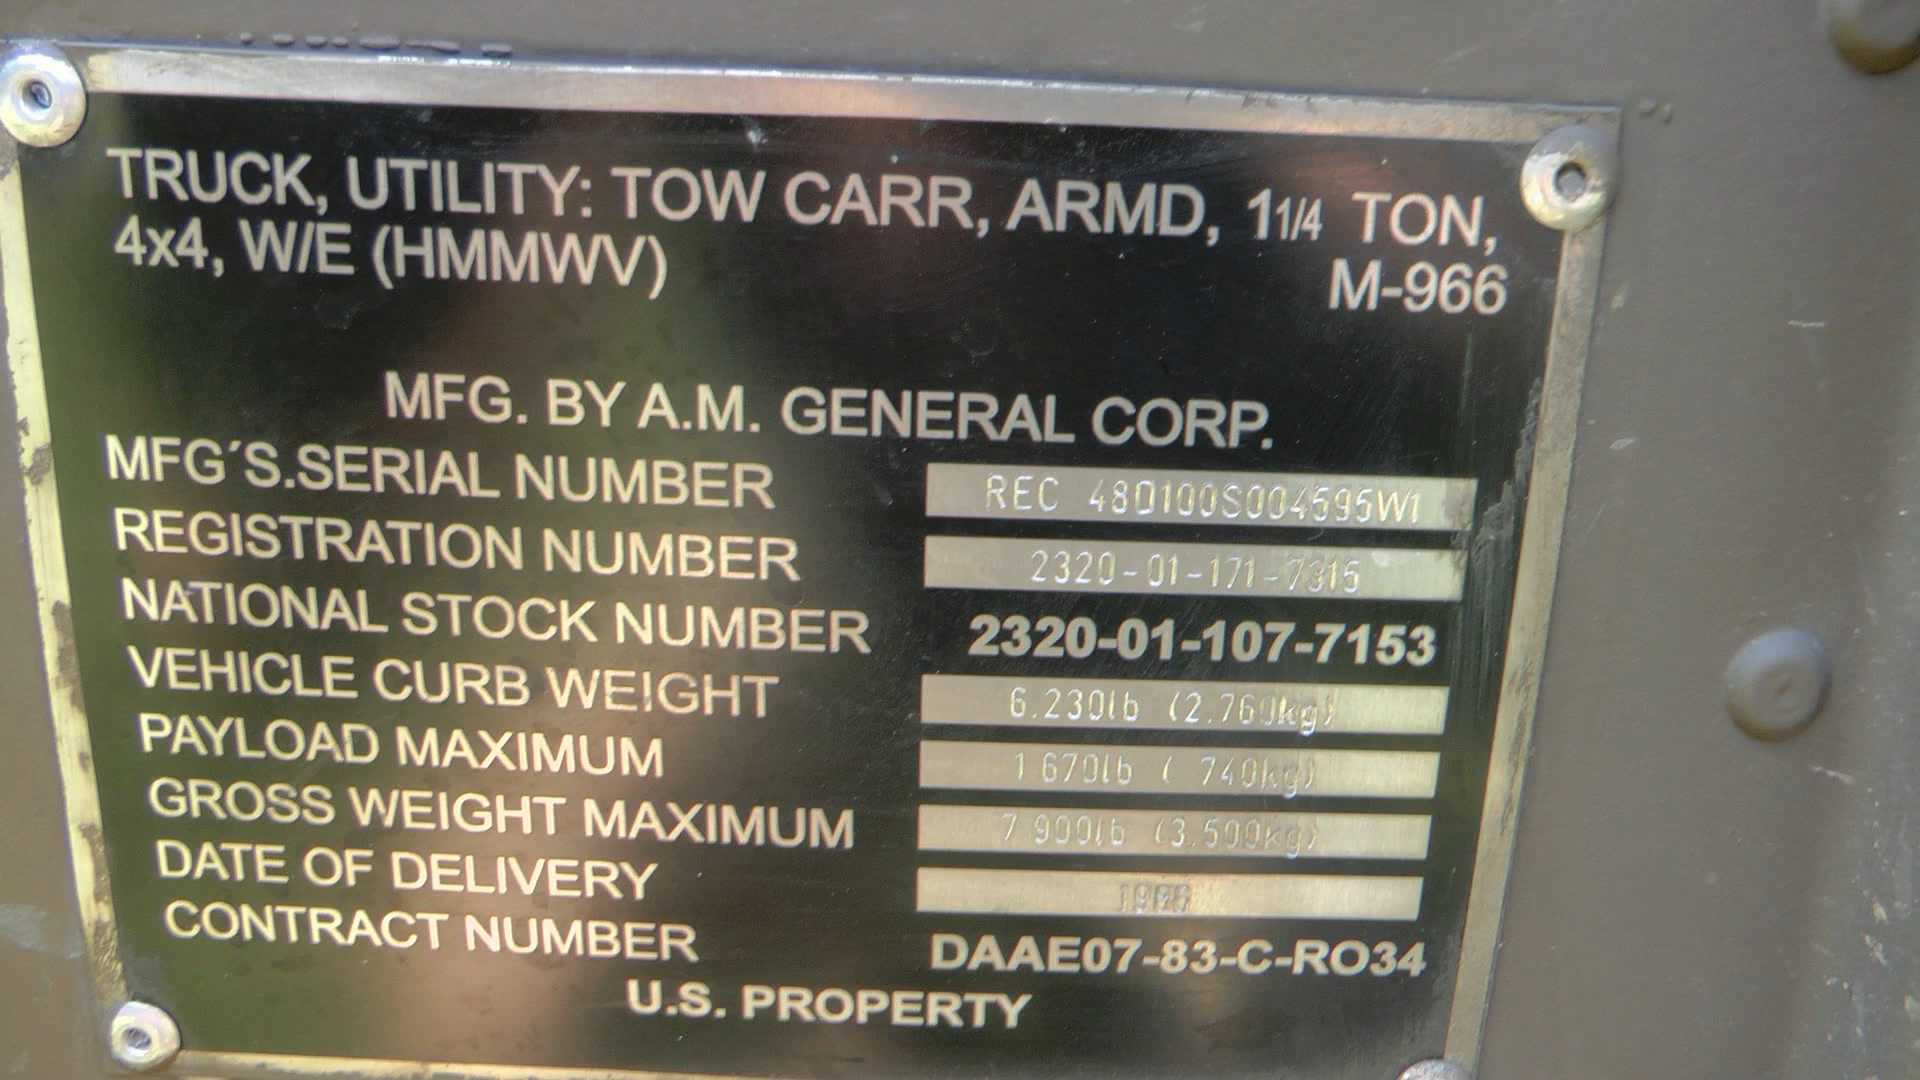 TRUCK, UTILITY: TOW CARR, ARMD, 11/4 TON,
4x4, W/E (HMMWV) M-966
MFG. BY A.M. GENERAL CORP.
MFG´S.SERIAL NUMBER REC 480100S004595W1
REGISTRATION NUMBER 2320-01-171-7315
NATIONAL STOCK NUMBER 2320-01-107-7153
VEHICLE CURB WEIGHT 6.230lb (2.760kg)
PAYLOAD MAXIMUM 1670lb ( 740kg)
GROSS WEIGHT MAXIMUM 7.900lb (3.500kg)
DATE OF DELIVERY
CONTRACT NUMBER DAAE07-83-C-RO34
U.S. PROPERTY